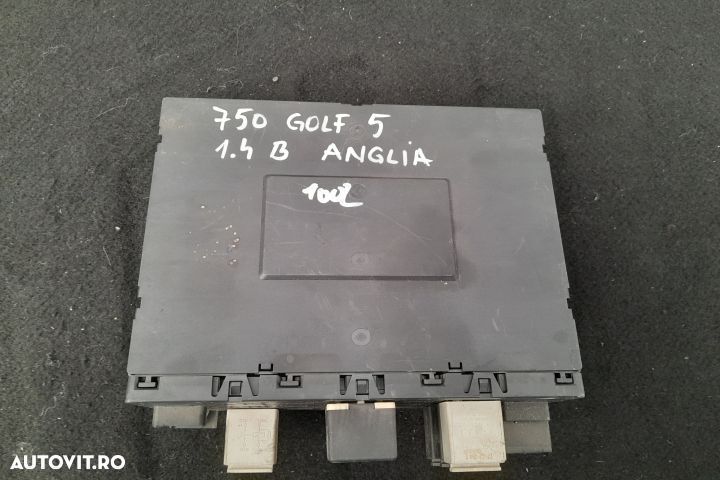 750 GOLF 5
1.4 B ANGLIA
100L
AUTOVIT.RO